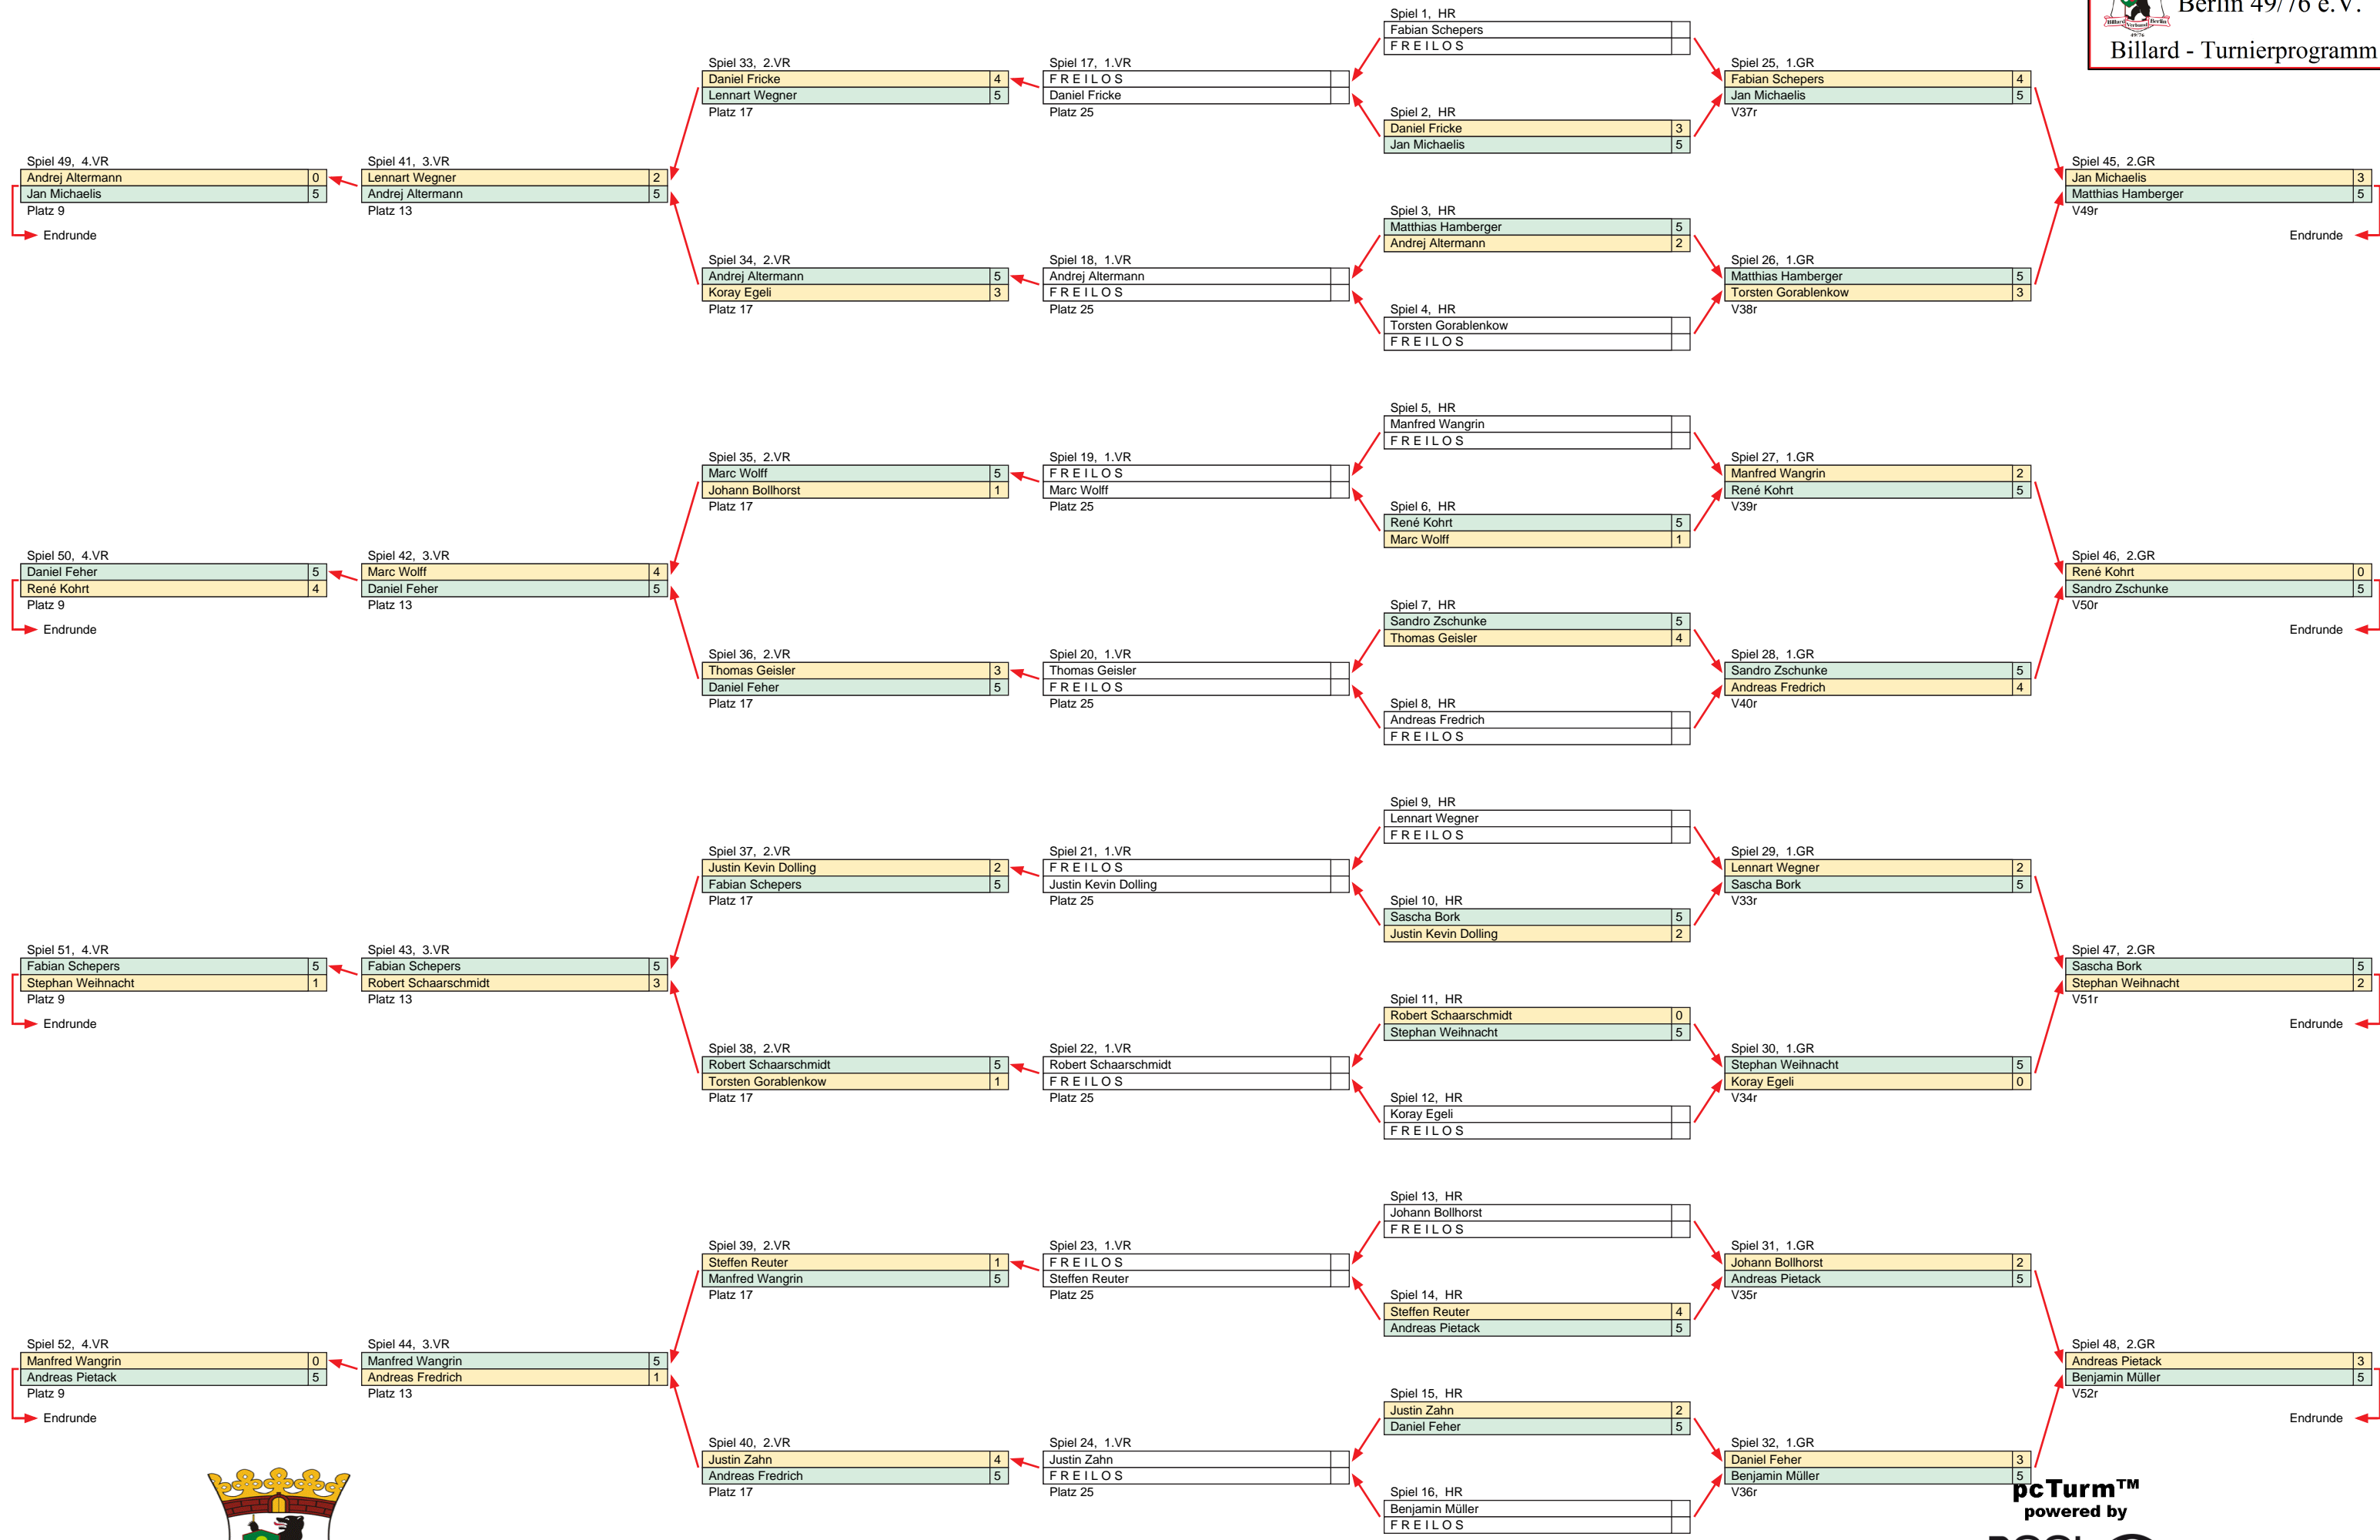 Berlin 49/76 e.V.
Billard - Turnierprogramm
Spiel 49, 4.VR
Andrej Altermann 0
Jan Michaelis 5
Platz 9
Endrunde
Spiel 50, 4.VR
Daniel Feher 5
René Kohrt 4
Platz 9
Endrunde
Spiel 51, 4.VR
Fabian Schepers 5
Stephan Weihnacht 1
Platz 9
Endrunde
Spiel 52, 4.VR
Manfred Wangrin 0
Andreas Pietack 5
Platz 9
Endrunde
Spiel 41, 3.VR
Lennart Wegner 2
Andrej Altermann 5
Platz 13
Spiel 42, 3.VR
Marc Wolff 4
Daniel Feher 5
Platz 13
Spiel 43, 3.VR
Fabian Schepers 5
Robert Schaarschmidt 3
Platz 13
Spiel 44, 3.VR
Manfred Wangrin 5
Andreas Fredrich 1
Platz 13
Spiel 33, 2.VR
Daniel Fricke 4
Lennart Wegner 5
Platz 17
Spiel 34, 2.VR
Andrej Altermann 5
Koray Egeli 3
Platz 17
Spiel 35, 2.VR
Marc Wolff 5
Johann Bollhorst 1
Platz 17
Spiel 36, 2.VR
Thomas Geisler 3
Daniel Feher 5
Platz 17
Spiel 37, 2.VR
Justin Kevin Dolling 2
Fabian Schepers 5
Platz 17
Spiel 38, 2.VR
Robert Schaarschmidt 5
Torsten Gorablenkow 1
Platz 17
Spiel 39, 2.VR
Steffen Reuter 1
Manfred Wangrin 5
Platz 17
Spiel 40, 2.VR
Justin Zahn 4
Andreas Fredrich 5
Platz 17
Spiel 17, 1.VR
F R E I L O S
Daniel Fricke
Platz 25
Spiel 18, 1.VR
Andrej Altermann
F R E I L O S
Platz 25
Spiel 19, 1.VR
F R E I L O S
Marc Wolff
Platz 25
Spiel 20, 1.VR
Thomas Geisler
F R E I L O S
Platz 25
Spiel 21, 1.VR
F R E I L O S
Justin Kevin Dolling
Platz 25
Spiel 22, 1.VR
Robert Schaarschmidt
F R E I L O S
Platz 25
Spiel 23, 1.VR
F R E I L O S
Steffen Reuter
Platz 25
Spiel 24, 1.VR
Justin Zahn
F R E I L O S
Platz 25
Spiel 1, HR
Fabian Schepers
F R E I L O S
Spiel 2, HR
Daniel Fricke 3
Jan Michaelis 5
Spiel 3, HR
Matthias Hamberger 5
Andrej Altermann 2
Spiel 4, HR
Torsten Gorablenkow
F R E I L O S
Spiel 5, HR
Manfred Wangrin
F R E I L O S
Spiel 6, HR
René Kohrt 5
Marc Wolff 1
Spiel 7, HR
Sandro Zschunke 5
Thomas Geisler 4
Spiel 8, HR
Andreas Fredrich
F R E I L O S
Spiel 9, HR
Lennart Wegner
F R E I L O S
Spiel 10, HR
Sascha Bork 5
Justin Kevin Dolling 2
Spiel 11, HR
Robert Schaarschmidt 0
Stephan Weihnacht 5
Spiel 12, HR
Koray Egeli
F R E I L O S
Spiel 13, HR
Johann Bollhorst
F R E I L O S
Spiel 14, HR
Steffen Reuter 4
Andreas Pietack 5
Spiel 15, HR
Justin Zahn 2
Daniel Feher 5
Spiel 16, HR
Benjamin Müller
F R E I L O S
Spiel 25, 1.GR
Fabian Schepers 4
Jan Michaelis 5
V37r
Spiel 26, 1.GR
Matthias Hamberger 5
Torsten Gorablenkow 3
V38r
Spiel 27, 1.GR
Manfred Wangrin 2
René Kohrt 5
V39r
Spiel 28, 1.GR
Sandro Zschunke 5
Andreas Fredrich 4
V40r
Spiel 29, 1.GR
Lennart Wegner 2
Sascha Bork 5
V33r
Spiel 30, 1.GR
Stephan Weihnacht 5
Koray Egeli 0
V34r
Spiel 31, 1.GR
Johann Bollhorst 2
Andreas Pietack 5
V35r
Spiel 32, 1.GR
Daniel Feher 3
Benjamin Müller 5
V36r
Spiel 45, 2.GR
Jan Michaelis 3
Matthias Hamberger 5
V49r
Endrunde
Spiel 46, 2.GR
René Kohrt 0
Sandro Zschunke 5
V50r
Endrunde
Spiel 47, 2.GR
Sascha Bork 5
Stephan Weihnacht 2
V51r
Endrunde
Spiel 48, 2.GR
Andreas Pietack 3
Benjamin Müller 5
V52r
Endrunde
pcTurm™
powered by